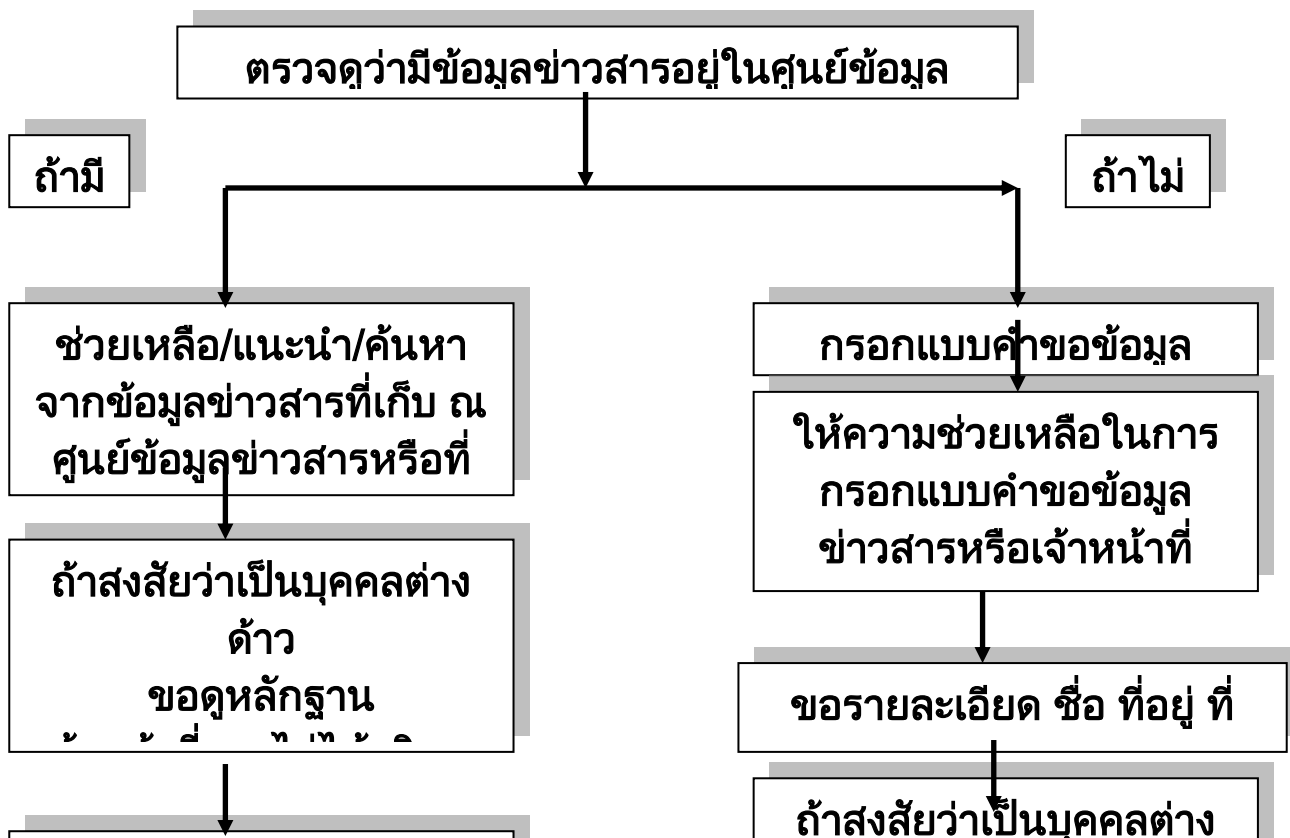 ตรวจดูว่ามีข้อมูลข่าวสารอยู่ในศูนย์ข้อมูล
ถ้ามี
ถ้าไม่
ช่วยเหลือ/แนะนำ/ค้นหา
จากข้อมูลข่าวสารที่เก็บ ณ
ศูนย์ข้อมูลข่าวสารหรือที่
ถ้าสงสัยว่าเป็นบุคคลต่าง
ด้าว
ขอดูหลักฐาน
กรอกแบบคำขอข้อมูล
ให้ความช่วยเหลือในการ
กรอกแบบคำขอข้อมูล
ข่าวสารหรือเจ้าหน้าที่
ขอรายละเอียด ชื่อ ที่อยู่ ที่
ถ้าสงสัยว่าเป็นบุคคลต่าง